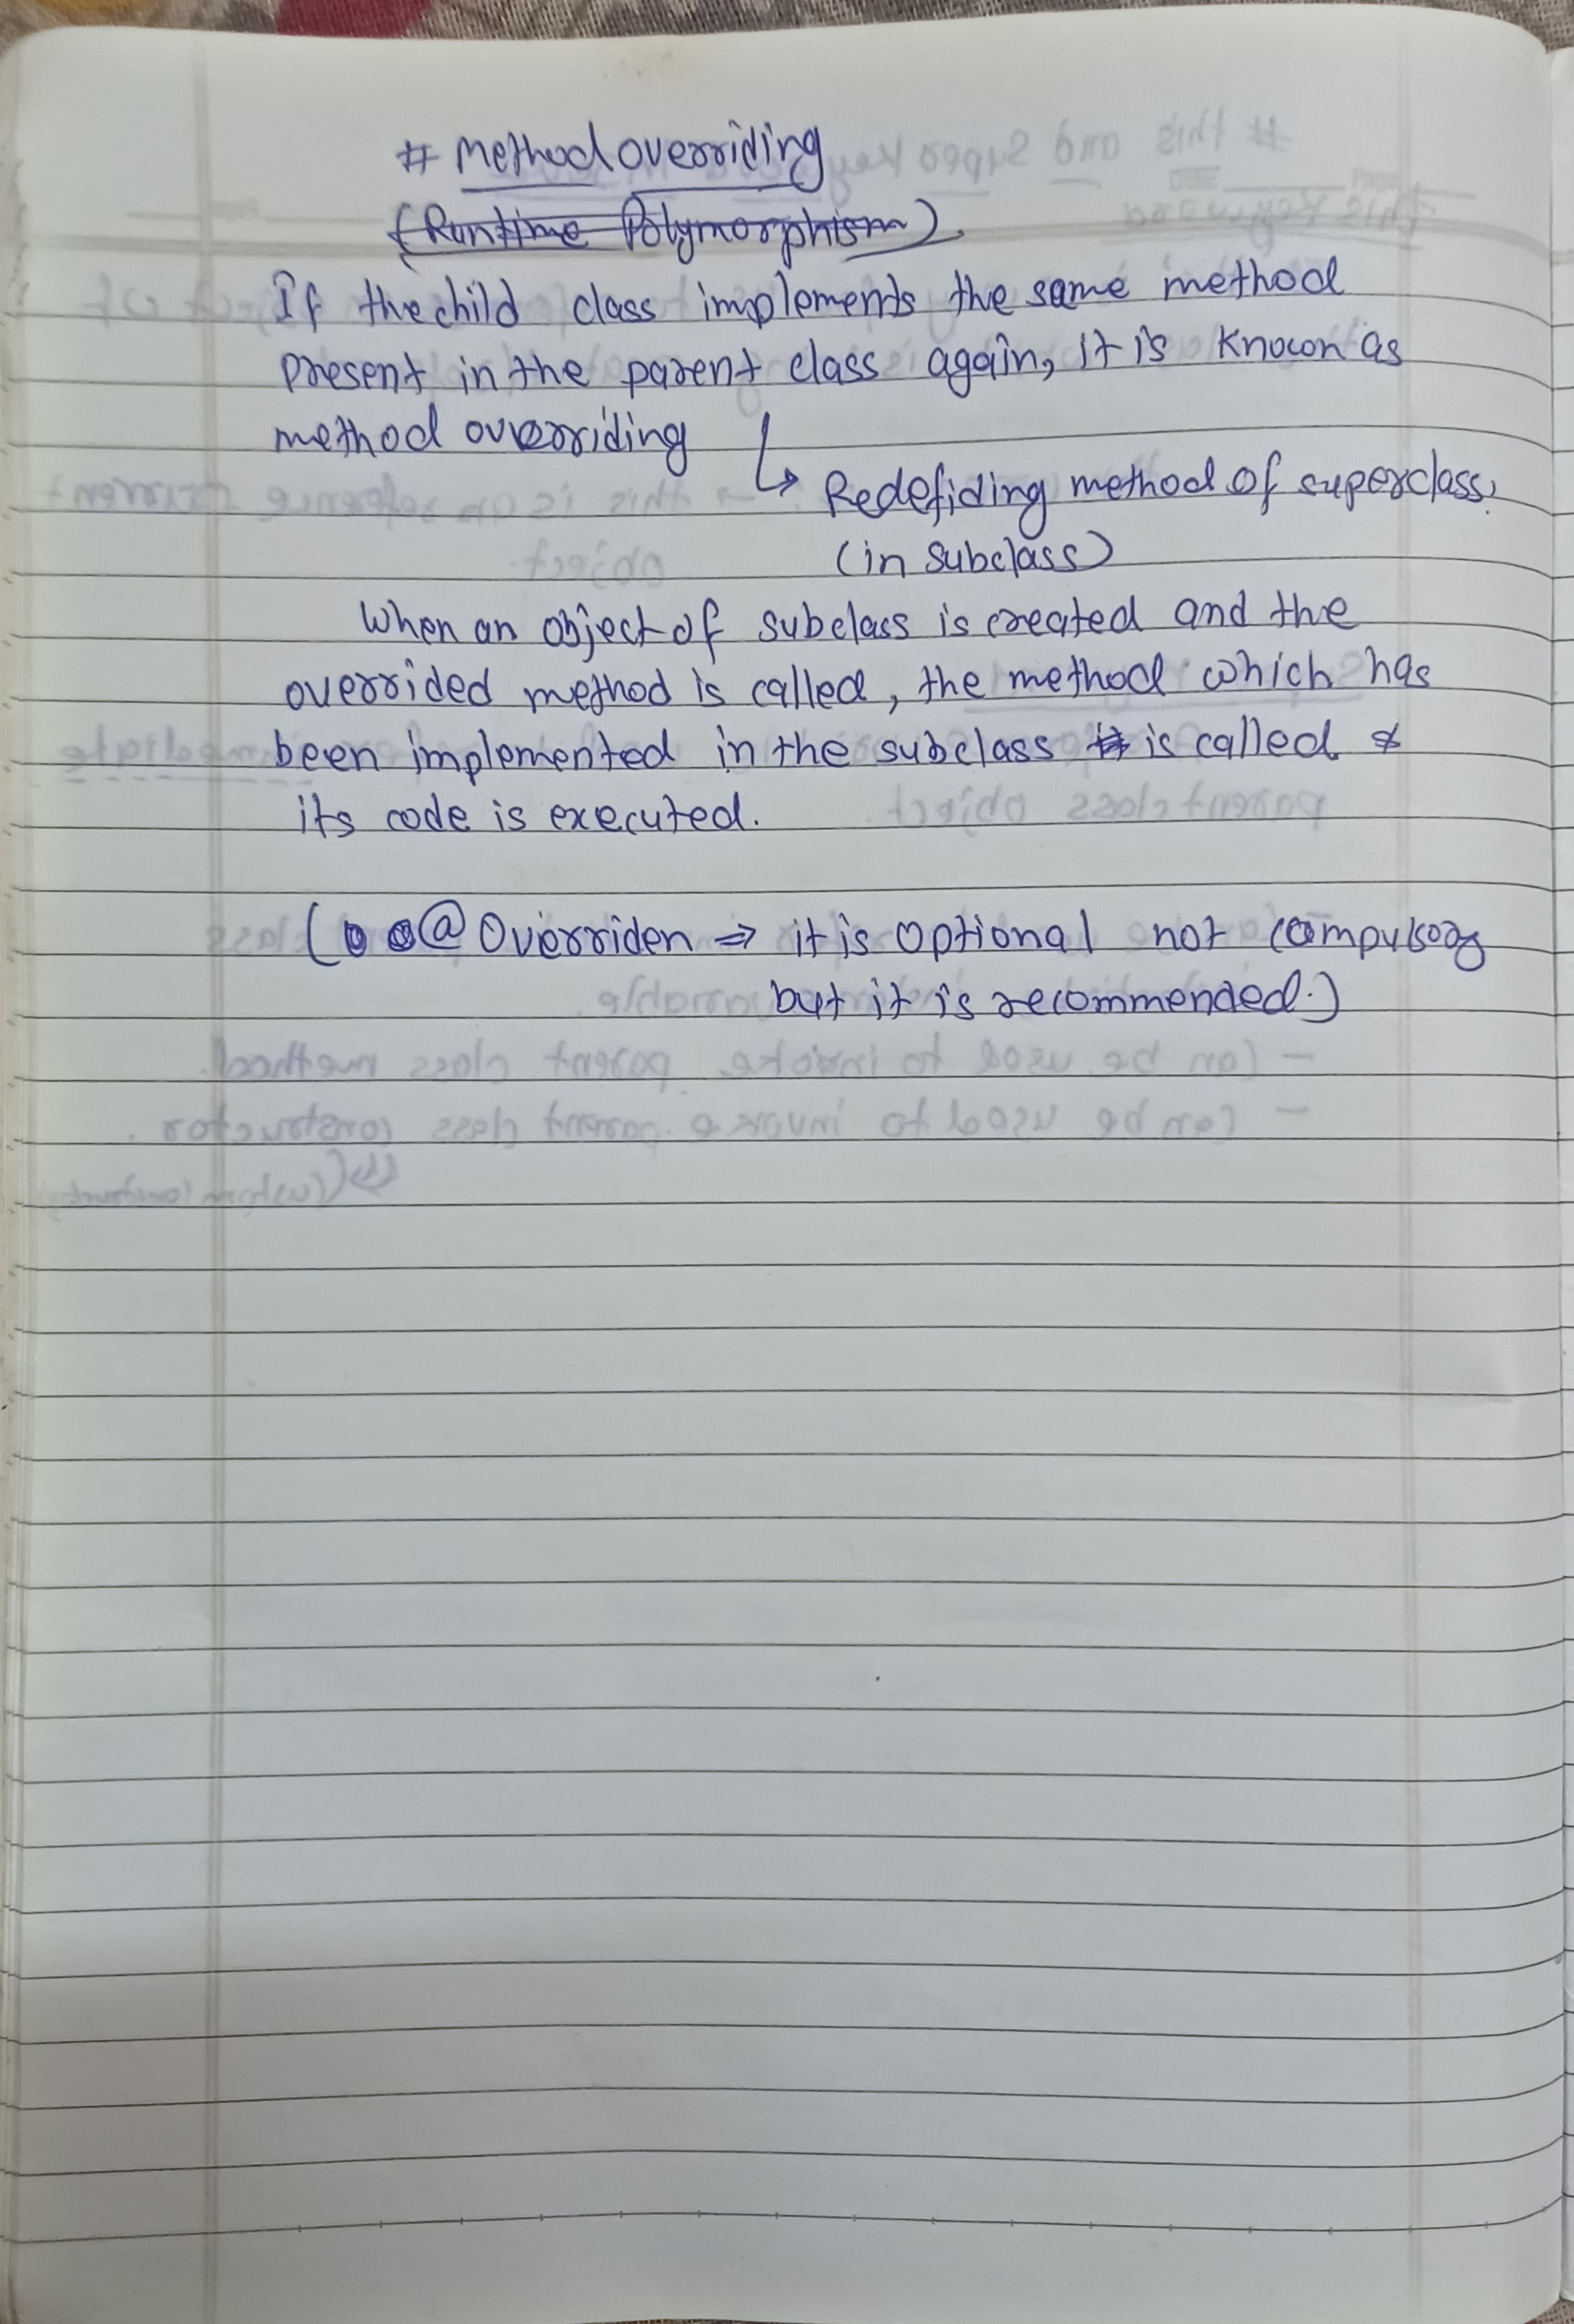 # Method overriding
(Runtime Polymorphism)
If the child class implements the same method
present in the parent class again, it is known as
method overriding
↳ Redefiding method of superclass.
(in subclass)
When an object of subclass is created and the
overrided method is called, the method which has
been implemented in the subclass is called &
its code is executed.
(@Overriden ⇒ it is optional not compulsory
but it is recommended.)